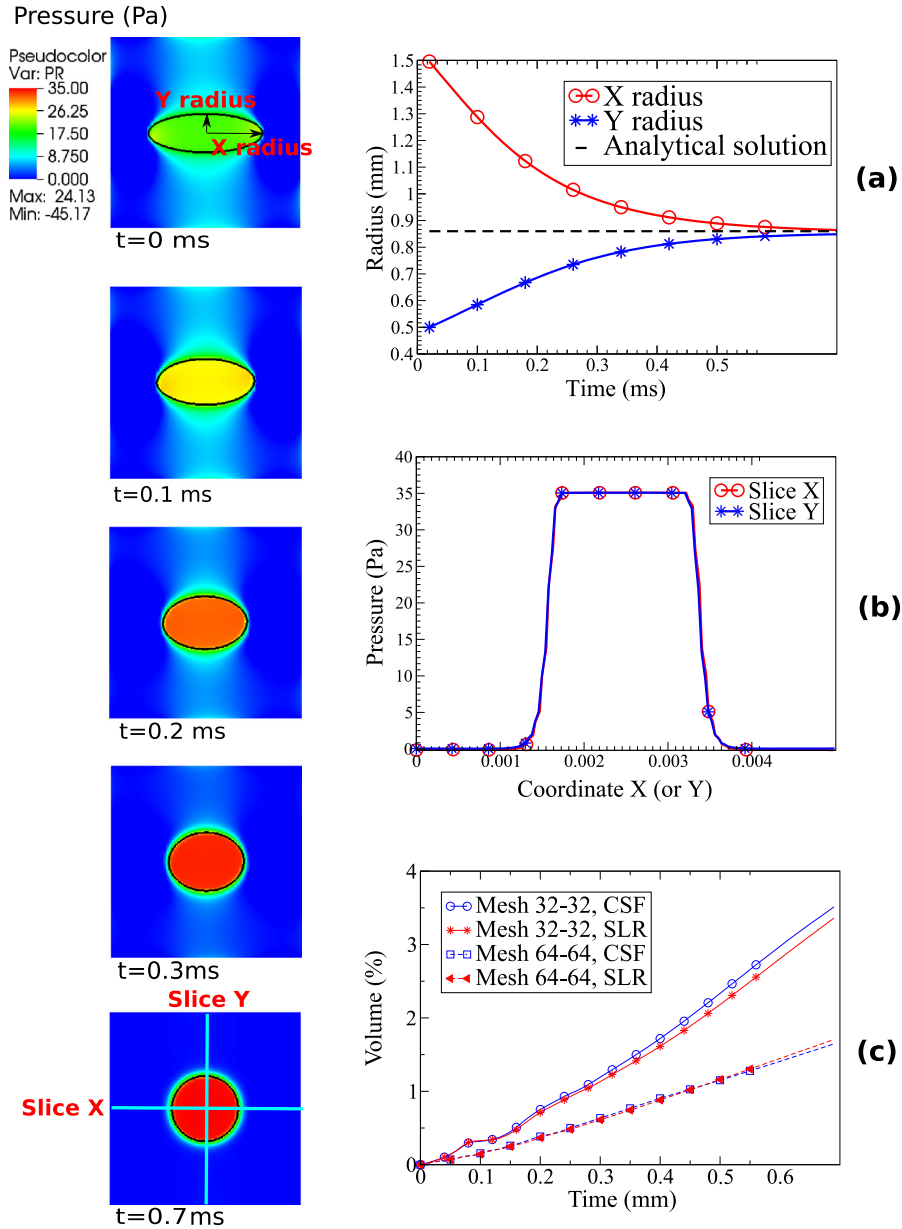 Pressure (Pa)
Pseudocolor
Var: PR
35.00
26.25
17.50
8.750
0.000
Max: 24.13
Min: -45.17
Y radius
X radius
t=0 ms
t=0.1 ms
t=0.2 ms
t=0.3ms
Slice Y
Slice X
t=0.7ms
1.5
1.4
1.3
1.2
1.1
1
0.9
0.8
0.7
0.6
0.5
0.4
Radius (mm)
X radius
Y radius
Analytical solution
0
0.1
0.2
0.3
0.4
0.5
Time (ms)
(a)
40
35
30
25
20
15
10
5
0
Pressure (Pa)
Slice X
Slice Y
0
0.001
0.002
0.003
0.004
Coordinate X (or Y)
(b)
4
3
2
1
0
Volume (%)
Mesh 32-32, CSF
Mesh 32-32, SLR
Mesh 64-64, CSF
Mesh 64-64, SLR
0
0.1
0.2
0.3
0.4
0.5
0.6
Time (mm)
(c)